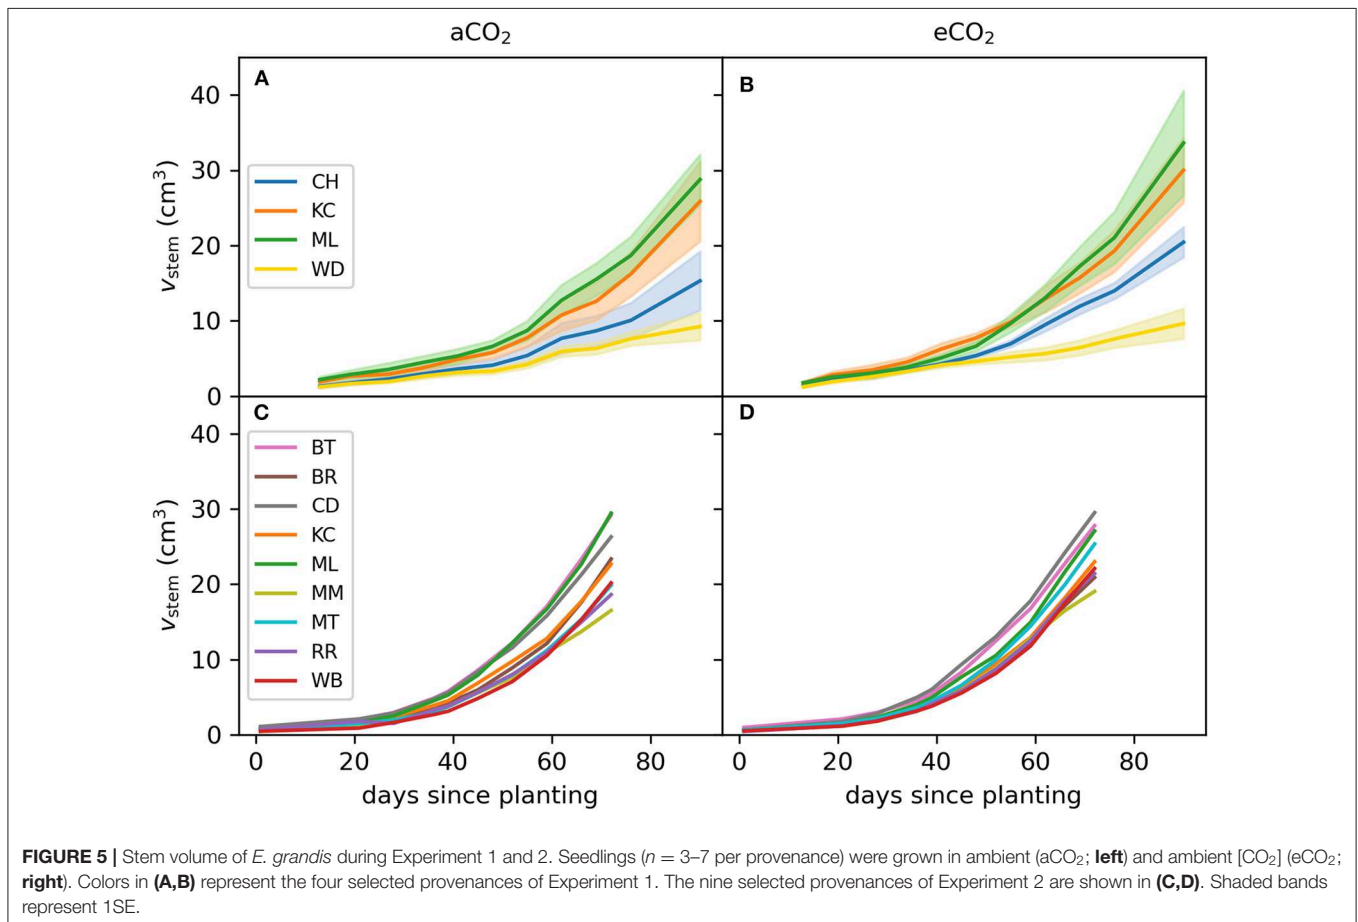 aCO₂
eCO₂
A
B
40
30
20
10
0
vstem (cm³)
CH
KC
ML
WD
C
D
40
30
20
10
0
vstem (cm³)
BT
BR
CD
KC
ML
MM
MT
RR
WB
0 20 40 60 80
0 20 40 60 80
days since planting
days since planting
FIGURE 5 | Stem volume of E. grandis during Experiment 1 and 2. Seedlings (n = 3–7 per provenance) were grown in ambient (aCO₂; left) and ambient [CO₂] (eCO₂;
right). Colors in (A,B) represent the four selected provenances of Experiment 1. The nine selected provenances of Experiment 2 are shown in (C,D). Shaded bands
represent 1SE.